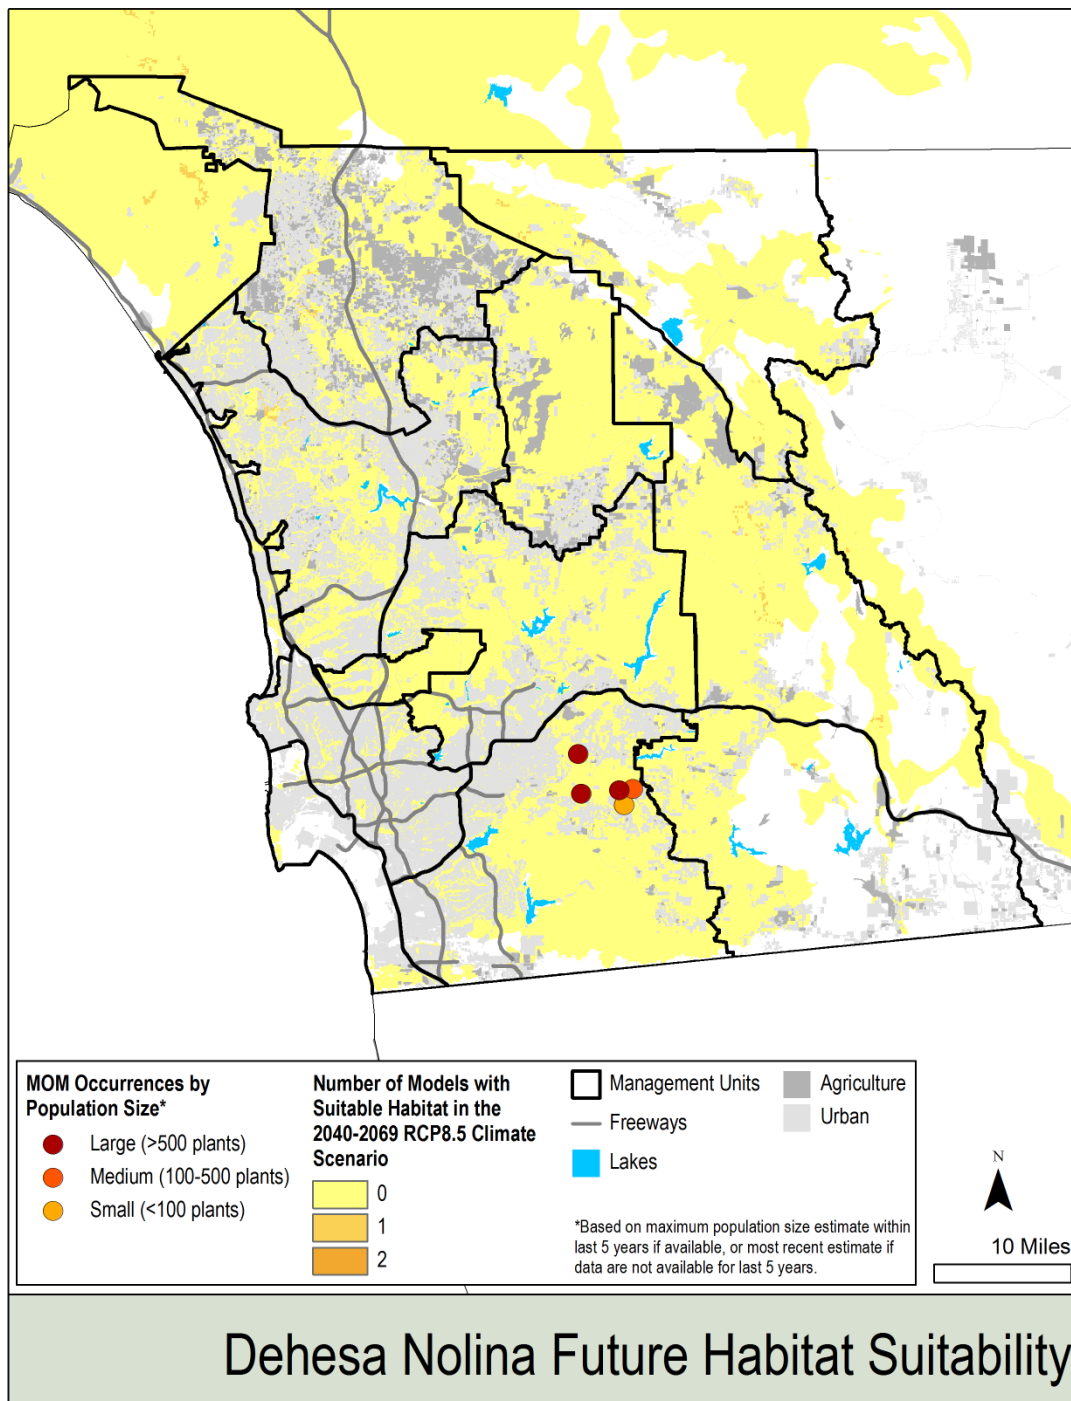 MOM Occurrences by
Population Size*
Large (>500 plants)
Medium (100-500 plants)
Small (<100 plants)
Number of Models with
Suitable Habitat in the
2040-2069 RCP8.5 Climate
Scenario
0
1
2
Management Units
Freeways
Lakes
Agriculture
Urban
*Based on maximum population size estimate within
last 5 years if available, or most recent estimate if
data are not available for last 5 years.
N
10 Miles
Dehesa Nolina Future Habitat Suitability